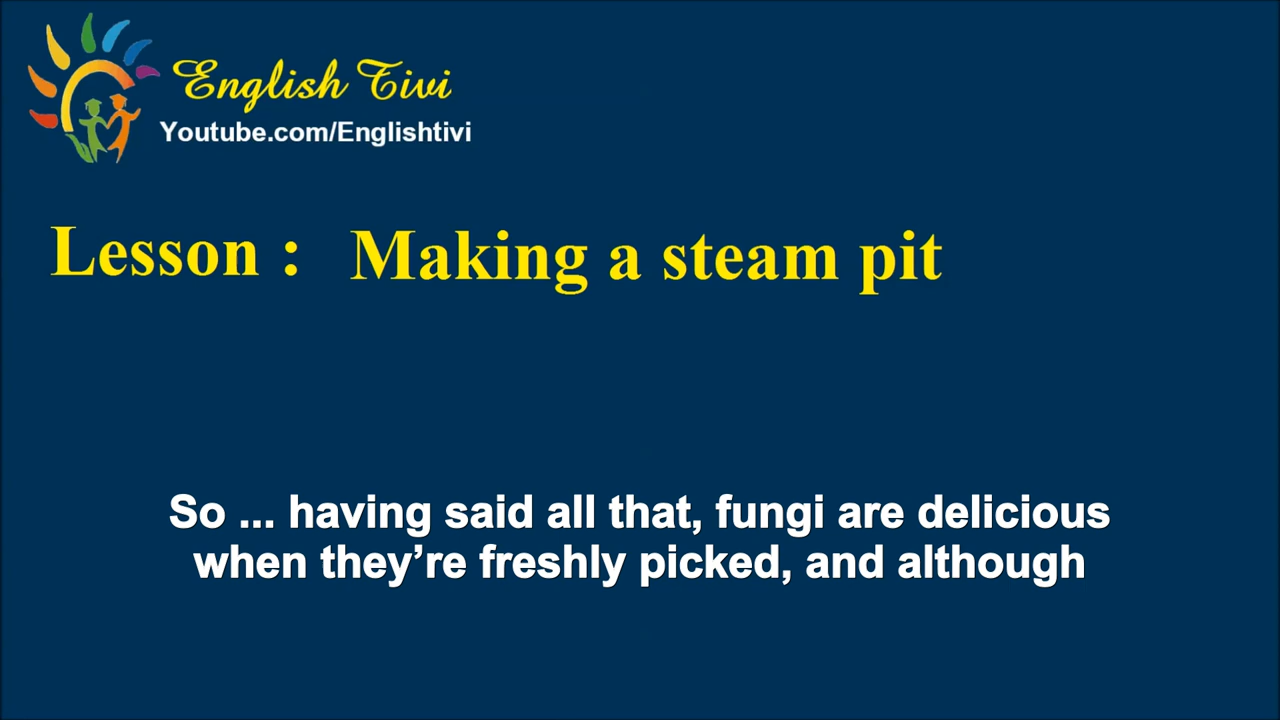 English Tivi
Youtube.com/Englishtivi
Lesson : Making a steam pit
So ... having said all that, fungi are delicious
when they’re freshly picked, and although